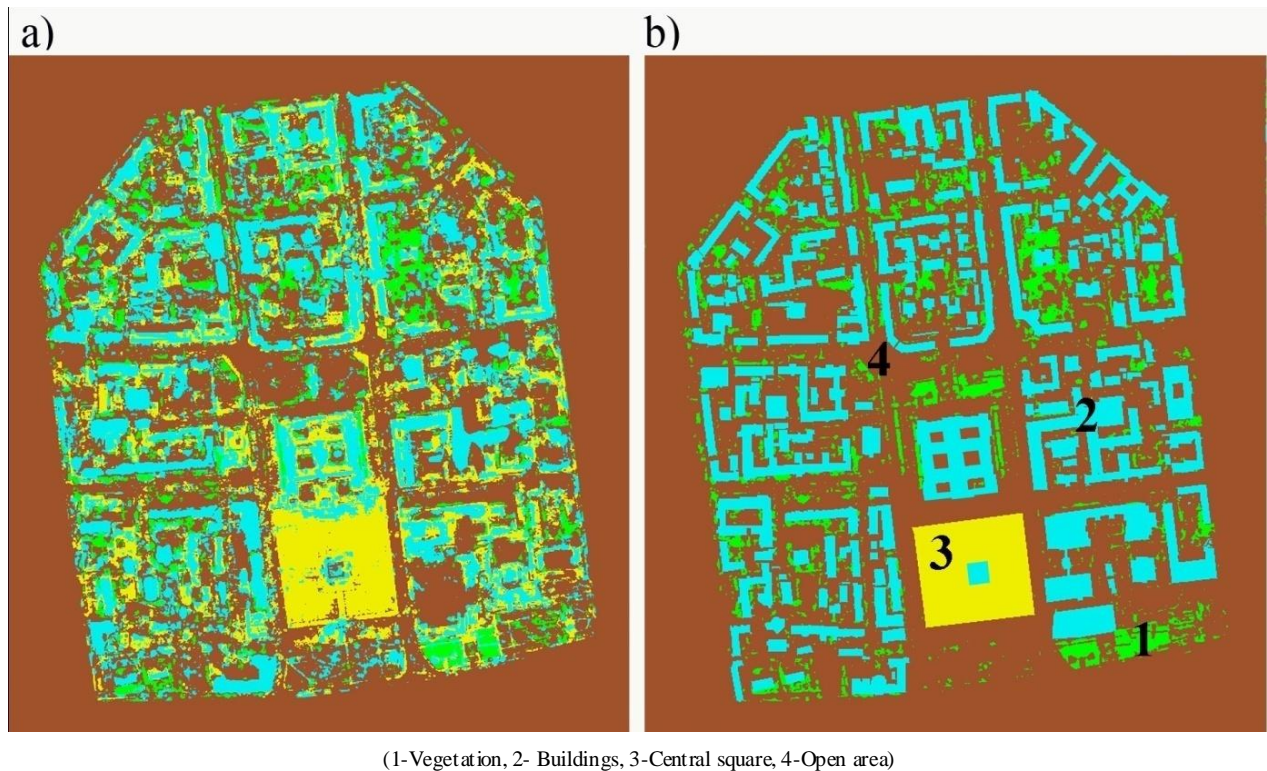 a)
b)
4
2
3
1
(1-Vegetation, 2- Buildings, 3-Central square, 4-Open area)